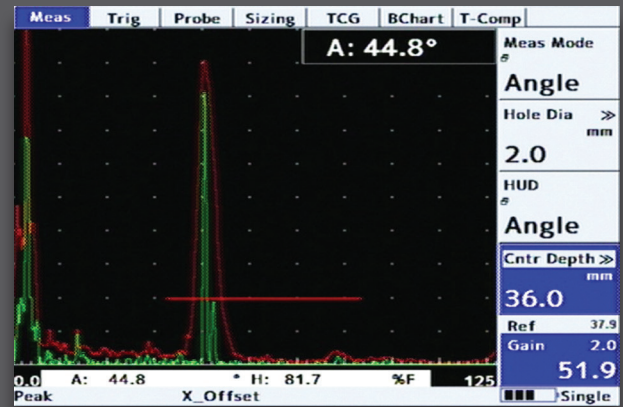 Meas Trig Probe Sizing TCG BChart T-Comp
A: 44.8°
Meas Mode
Angle
Hole Dia >>
mm
2.0
HUD
Angle
Cntr Depth >>
mm
36.0
Ref 37.9
Gain 2.0
51.9
0.0 A: 44.8 ° H: 81.7 %F 125
Peak X_Offset Single